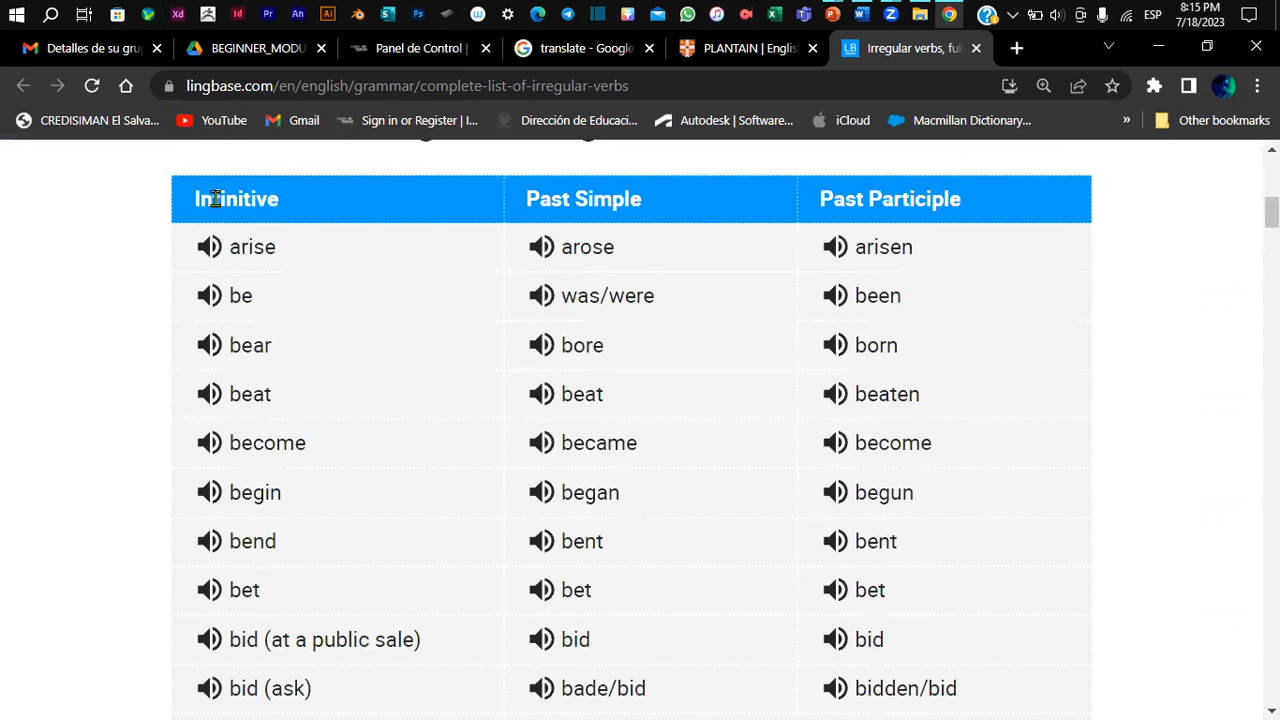 8:15 PM
ESP
7/18/2023
Detalles de su gru
BEGINNER_MODU
Panel de Control |
translate - Google
PLANTAIN | Englis
Irregular verbs, ful
lingbase.com/en/english/grammar/complete-list-of-irregular-verbs
CREDISIMAN El Salva...
YouTube
Gmail
Sign in or Register | I...
Dirección de Educaci...
Autodesk | Software...
iCloud
Macmillan Dictionary...
»
Other bookmarks
Infinitive Past Simple Past Participle
arise arose arisen
be was/were been
bear bore born
beat beat beaten
become became become
begin began begun
bend bent bent
bet bet bet
bid (at a public sale) bid bid
bid (ask) bade/bid bidden/bid